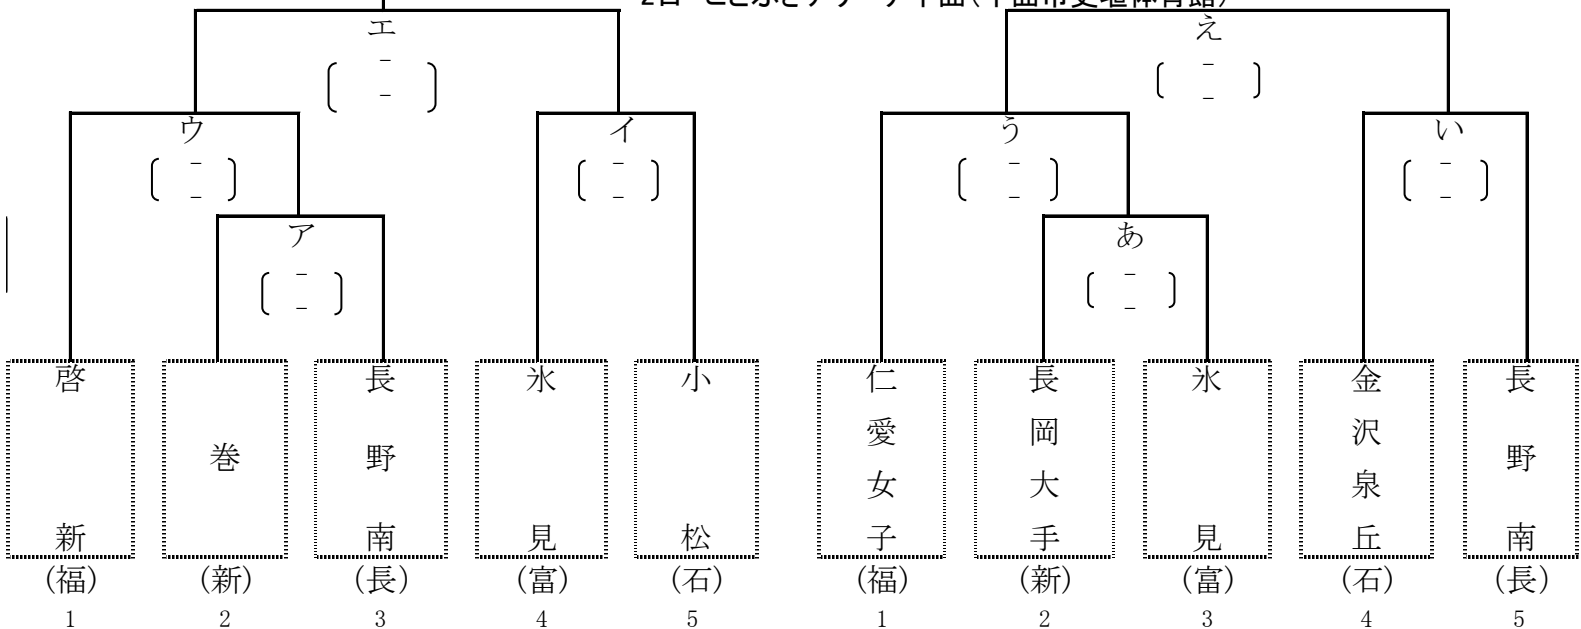 エ え
－ －
－ －
ウ イ う い
－ － － －
－ － － －
ア あ
－ －
－ －
啓新 巻 長野南 氷見 小松 仁愛女子 長岡大手 氷見 金沢泉丘 長野南
(福) (新) (長) (富) (石) (福) (新) (富) (石) (長)
1 2 3 4 5 1 2 3 4 5